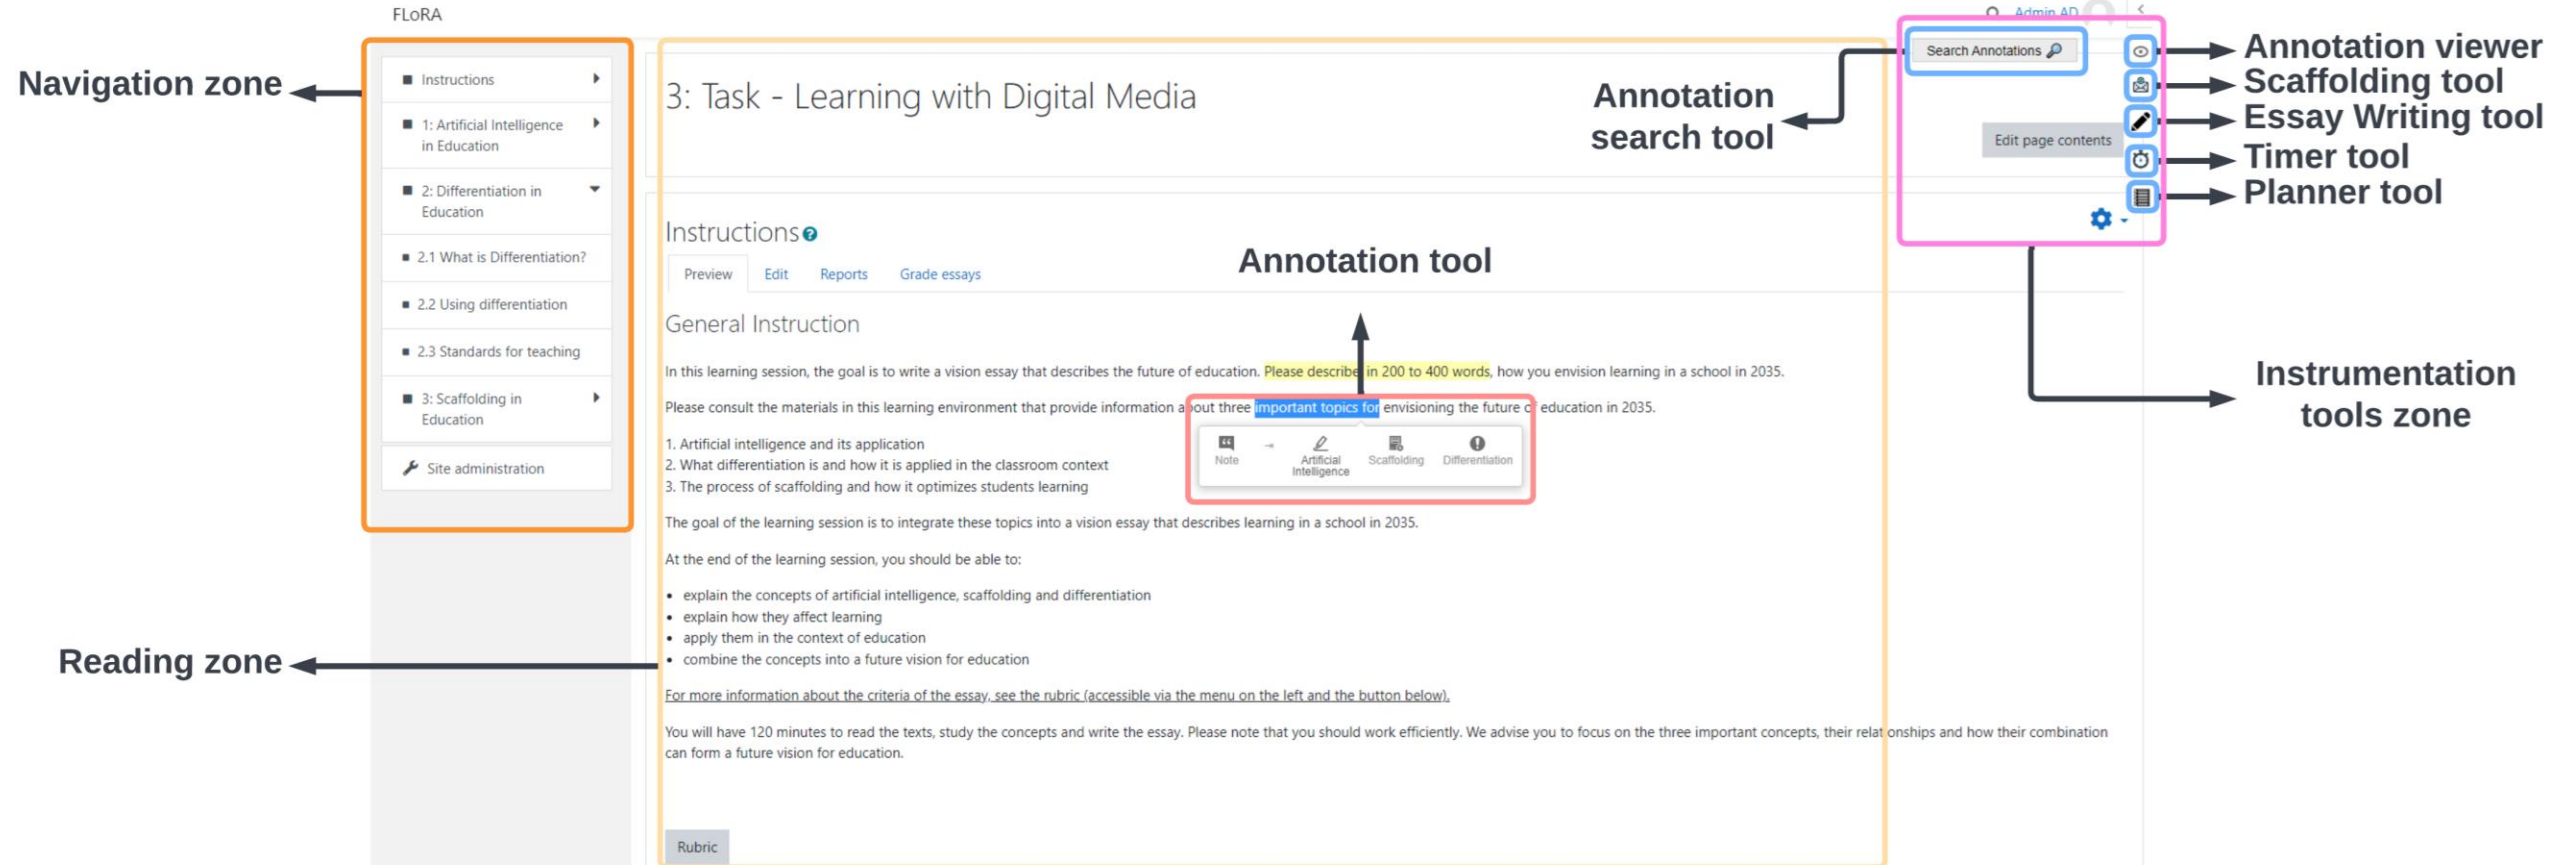 FLoRA
Admin AD
Navigation zone
Instructions
1: Artificial Intelligence
in Education
2: Differentiation in
Education
2.1 What is Differentiation?
2.2 Using differentiation
2.3 Standards for teaching
3: Scaffolding in
Education
Site administration
Reading zone
3: Task - Learning with Digital Media
Annotation
search tool
Search Annotations
Edit page contents
Annotation viewer
Scaffolding tool
Essay Writing tool
Timer tool
Planner tool
Instrumentation
tools zone
Instructions
Preview Edit Reports Grade essays
Annotation tool
General Instruction
In this learning session, the goal is to write a vision essay that describes the future of education. Please describe in 200 to 400 words, how you envision learning in a school in 2035.
Please consult the materials in this learning environment that provide information about three important topics for envisioning the future of education in 2035.
Note
Artificial
Intelligence
Scaffolding
Differentiation
1. Artificial intelligence and its application
2. What differentiation is and how it is applied in the classroom context
3. The process of scaffolding and how it optimizes students learning
The goal of the learning session is to integrate these topics into a vision essay that describes learning in a school in 2035.
At the end of the learning session, you should be able to:
• explain the concepts of artificial intelligence, scaffolding and differentiation
• explain how they affect learning
• apply them in the context of education
• combine the concepts into a future vision for education
For more information about the criteria of the essay, see the rubric (accessible via the menu on the left and the button below).
You will have 120 minutes to read the texts, study the concepts and write the essay. Please note that you should work efficiently. We advise you to focus on the three important concepts, their relationships and how their combination
can form a future vision for education.
Rubric